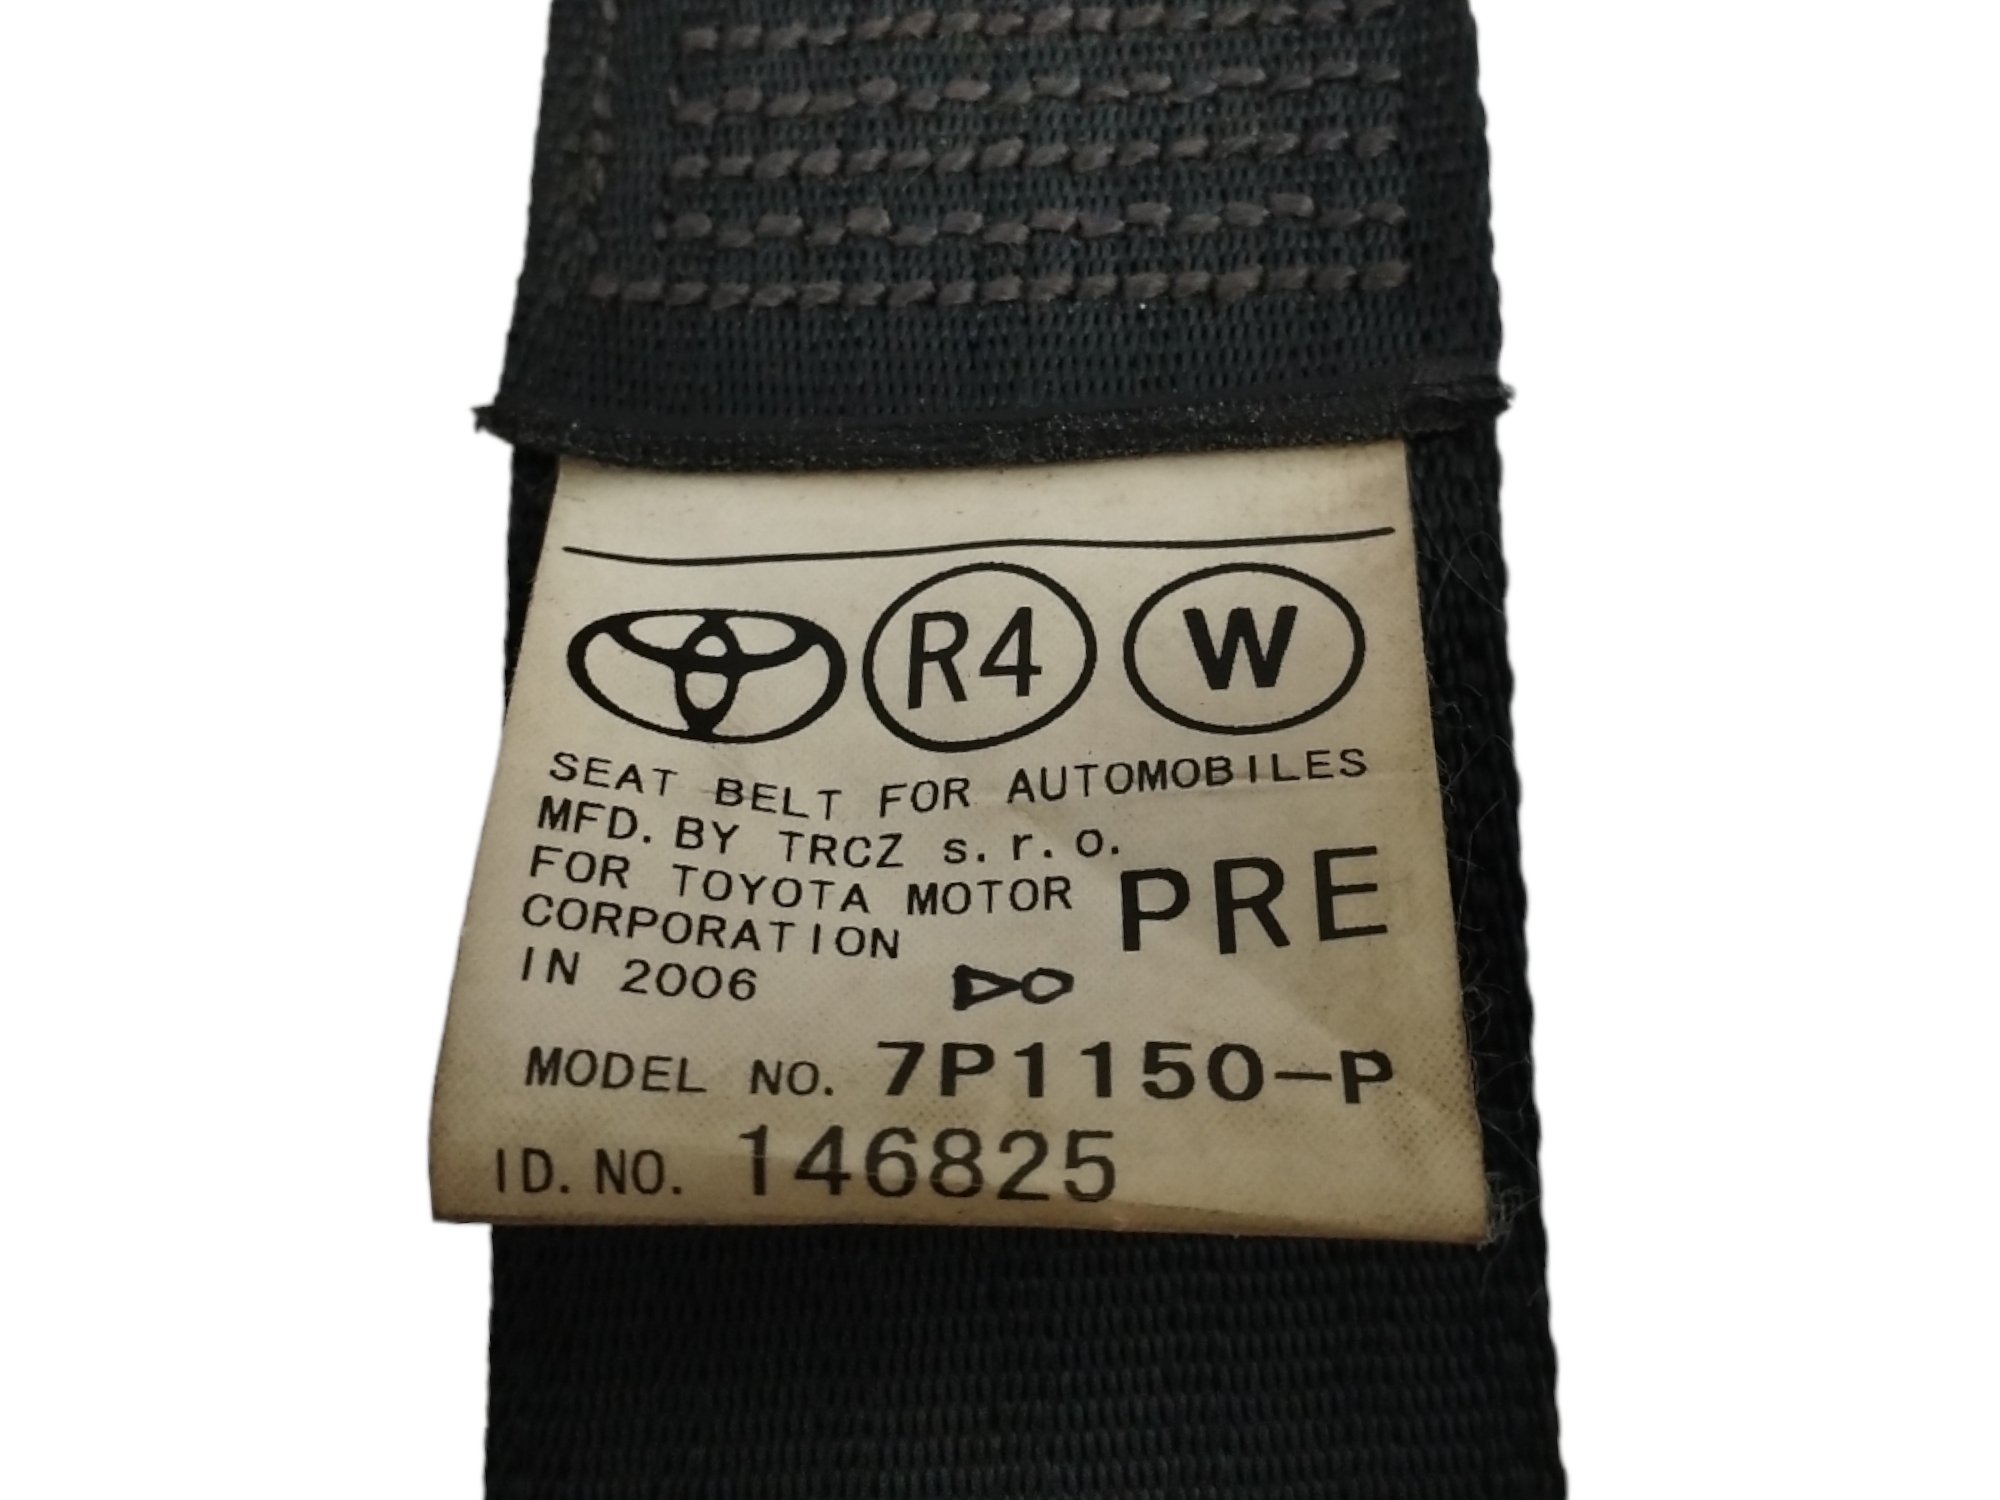 R4 W
SEAT BELT FOR AUTOMOBILES
MFD. BY TRCZ s. r. o.
FOR TOYOTA MOTOR
CORPORATION
PRE
IN 2006
MODEL NO. 7P1150-P
ID. NO. 146825